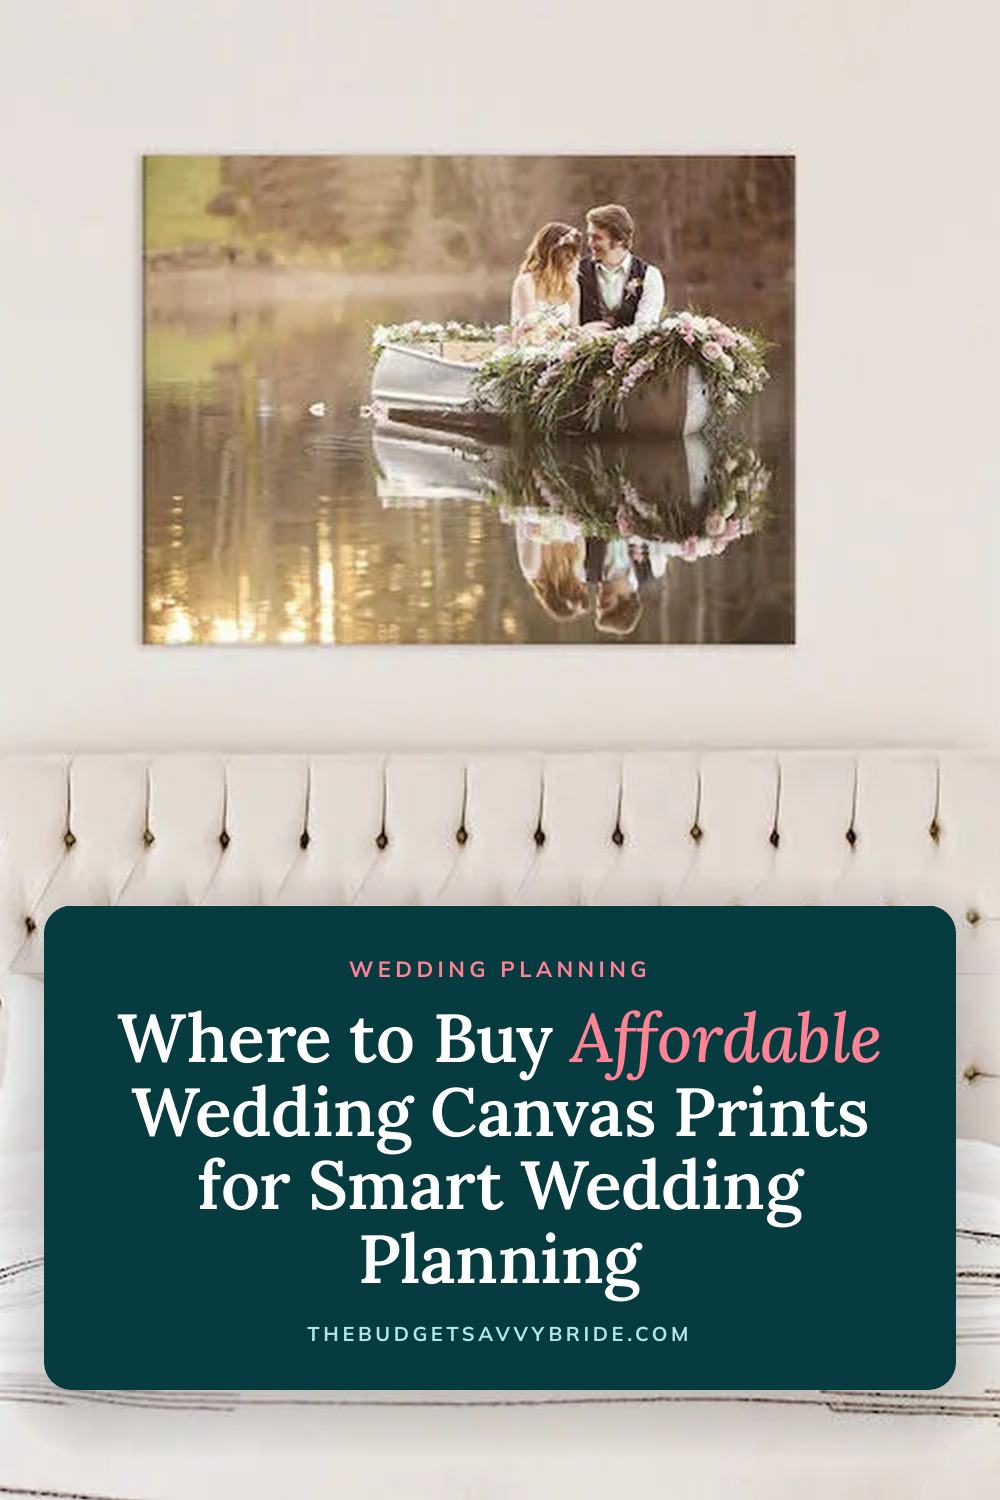 WEDDING PLANNING
Where to Buy Affordable
Wedding Canvas Prints
for Smart Wedding
Planning
THEBUDGETSAVVYBRIDE.COM